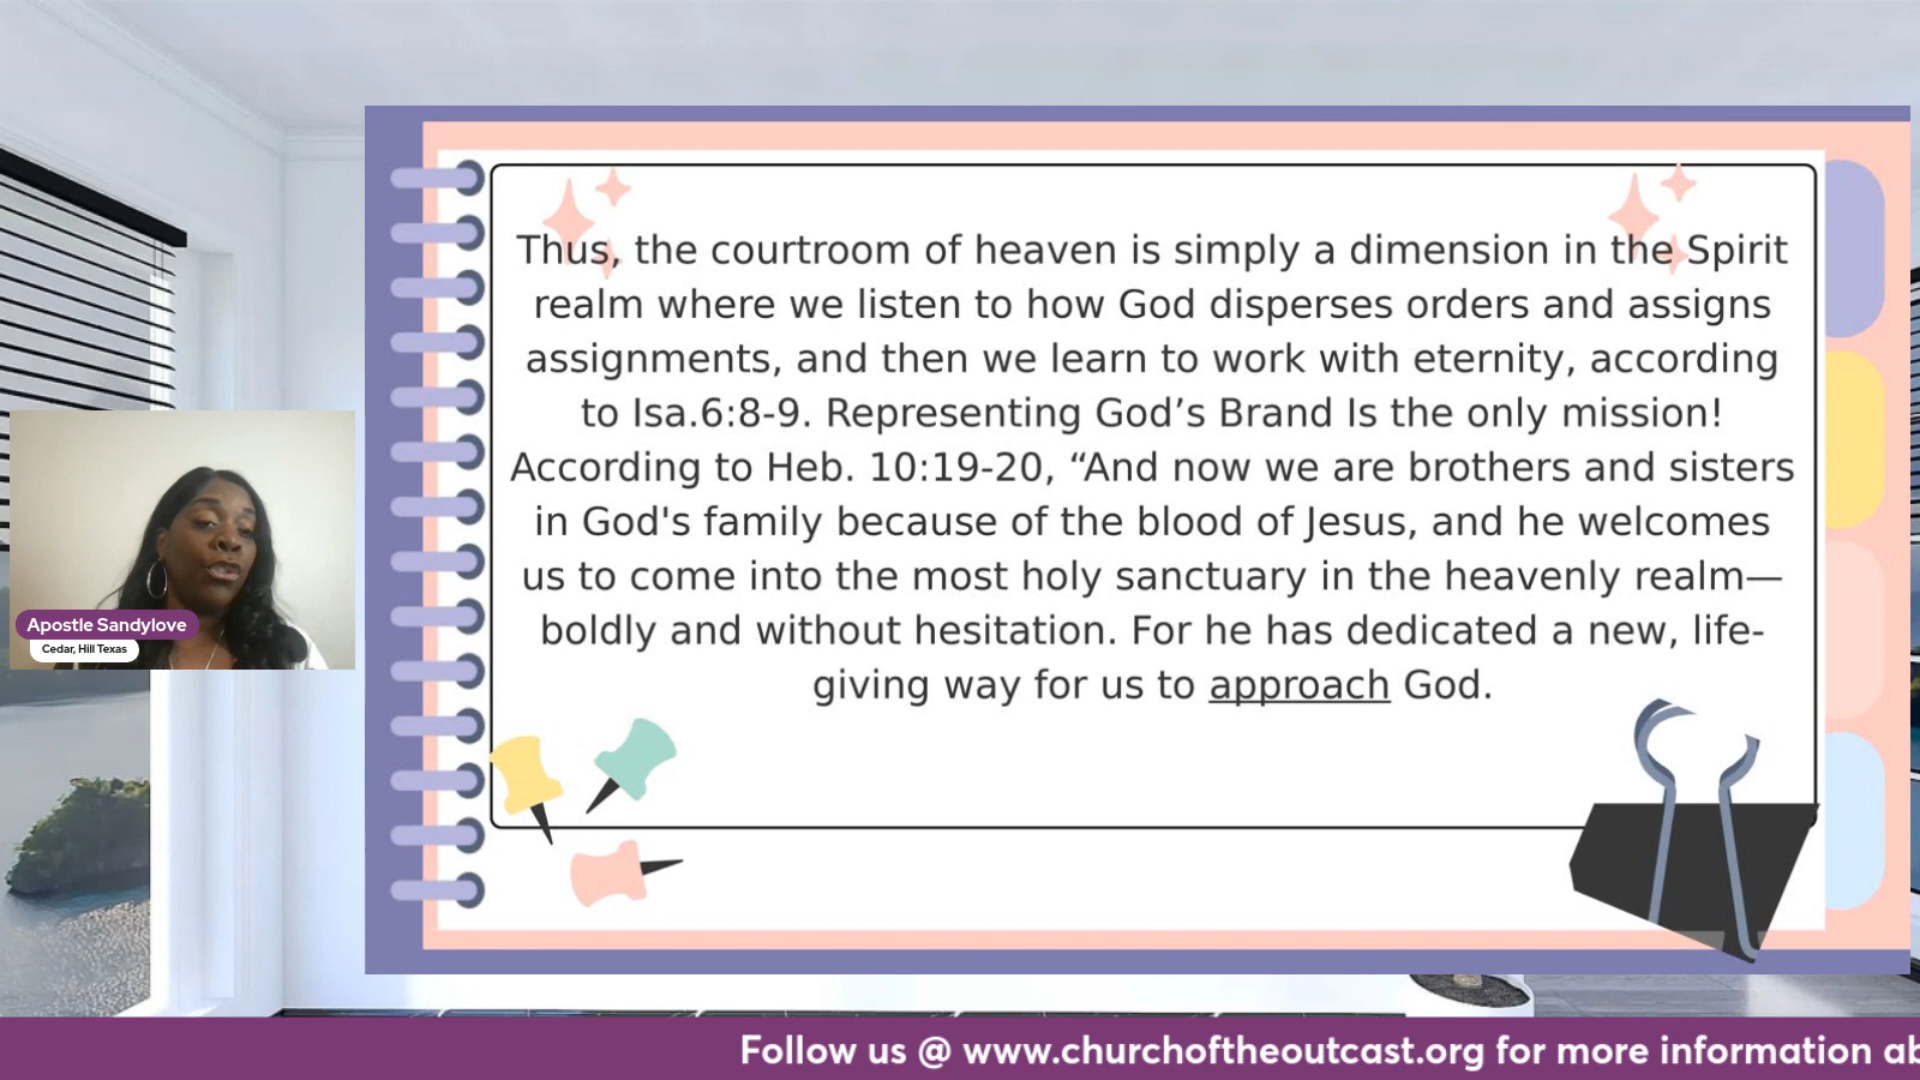 Thus, the courtroom of heaven is simply a dimension in the Spirit
realm where we listen to how God disperses orders and assigns
assignments, and then we learn to work with eternity, according
to Isa.6:8-9. Representing God’s Brand Is the only mission!
According to Heb. 10:19-20, “And now we are brothers and sisters
in God's family because of the blood of Jesus, and he welcomes
us to come into the most holy sanctuary in the heavenly realm—
boldly and without hesitation. For he has dedicated a new, life-
giving way for us to approach God.
Apostle Sandylove
Cedar, Hill Texas
Follow us @ www.churchoftheoutcast.org for more information ab